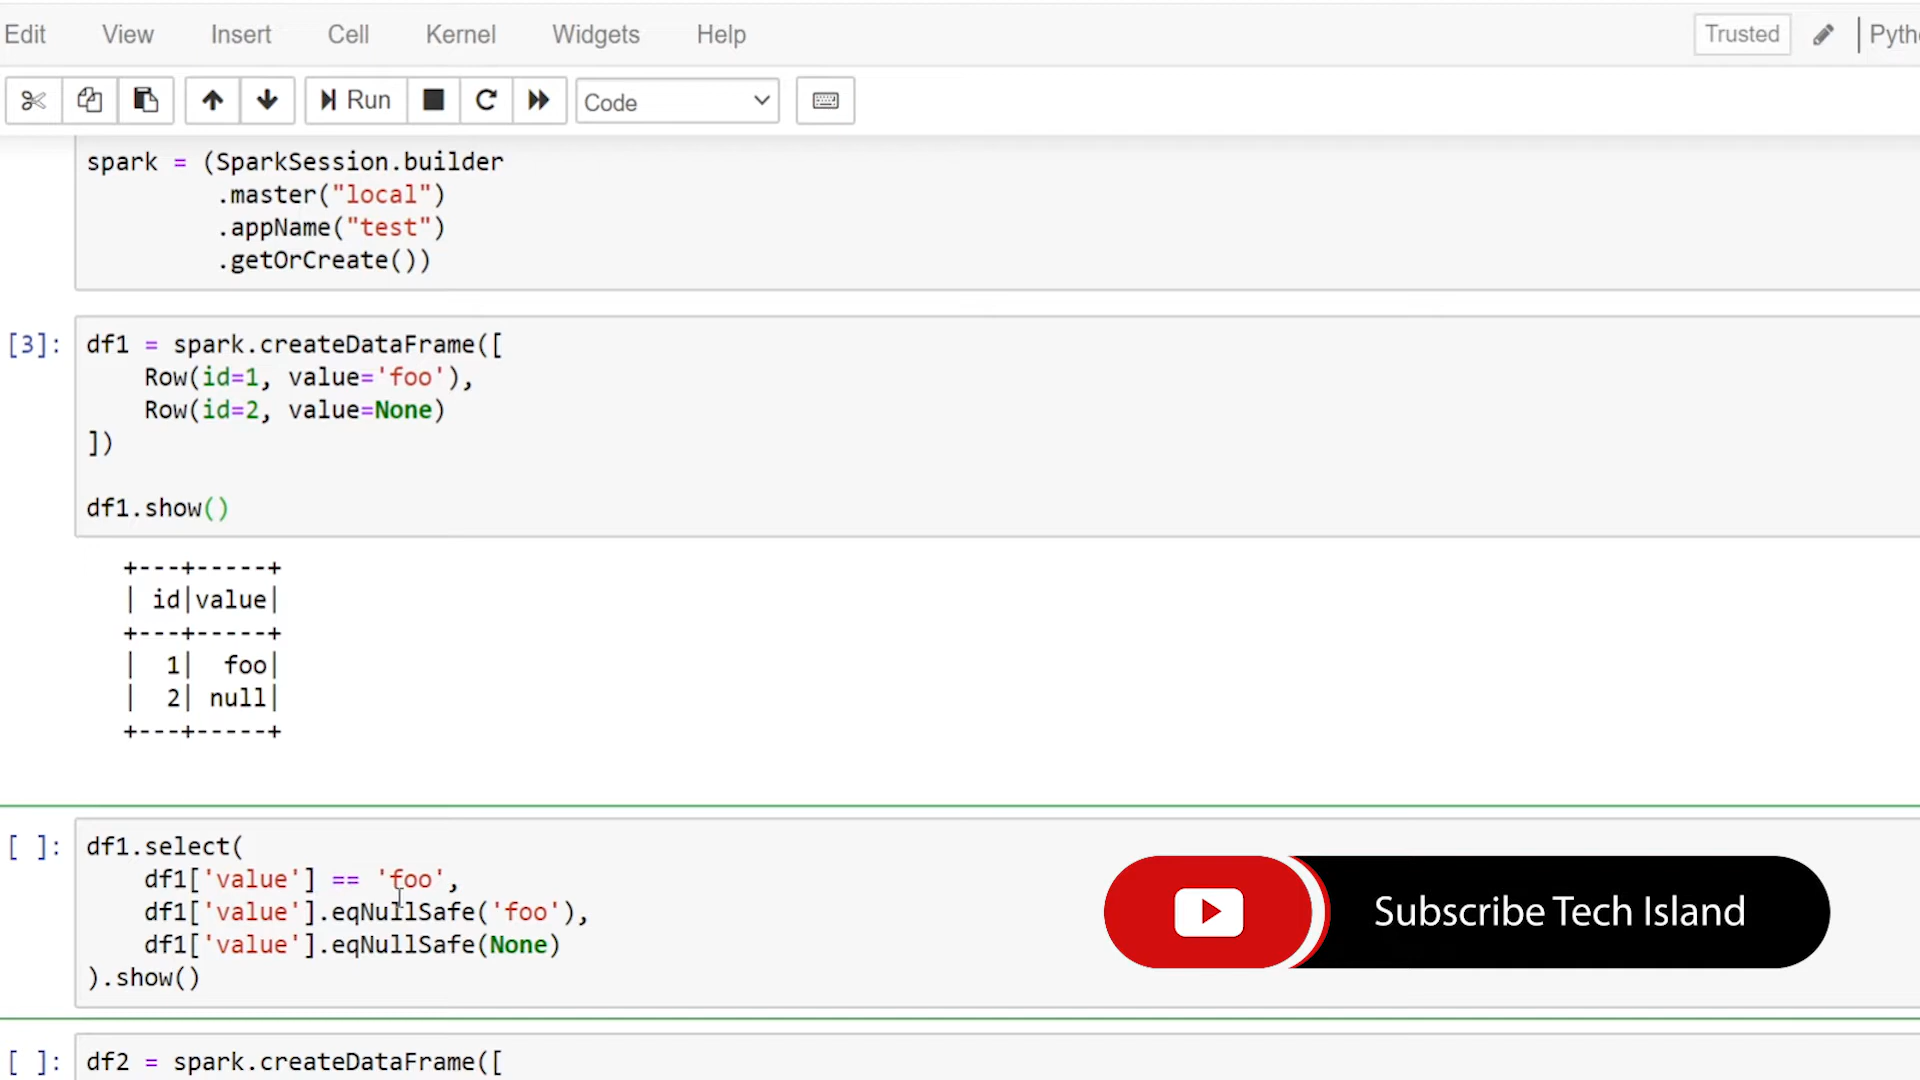 Edit View Insert Cell Kernel Widgets Help Trusted Pyth
Run Code
spark = (SparkSession.builder
.master("local")
.appName("test")
.getOrCreate())
[3]: df1 = spark.createDataFrame([
Row(id=1, value='foo'),
Row(id=2, value=None)
])
df1.show()
+---+-----+
| id|value|
+---+-----+
|  1|  foo|
|  2| null|
+---+-----+
[ ]: df1.select(
df1['value'] == 'foo',
df1['value'].eqNullSafe('foo'),
df1['value'].eqNullSafe(None)
).show()
Subscribe Tech Island
[ ]: df2 = spark.createDataFrame([